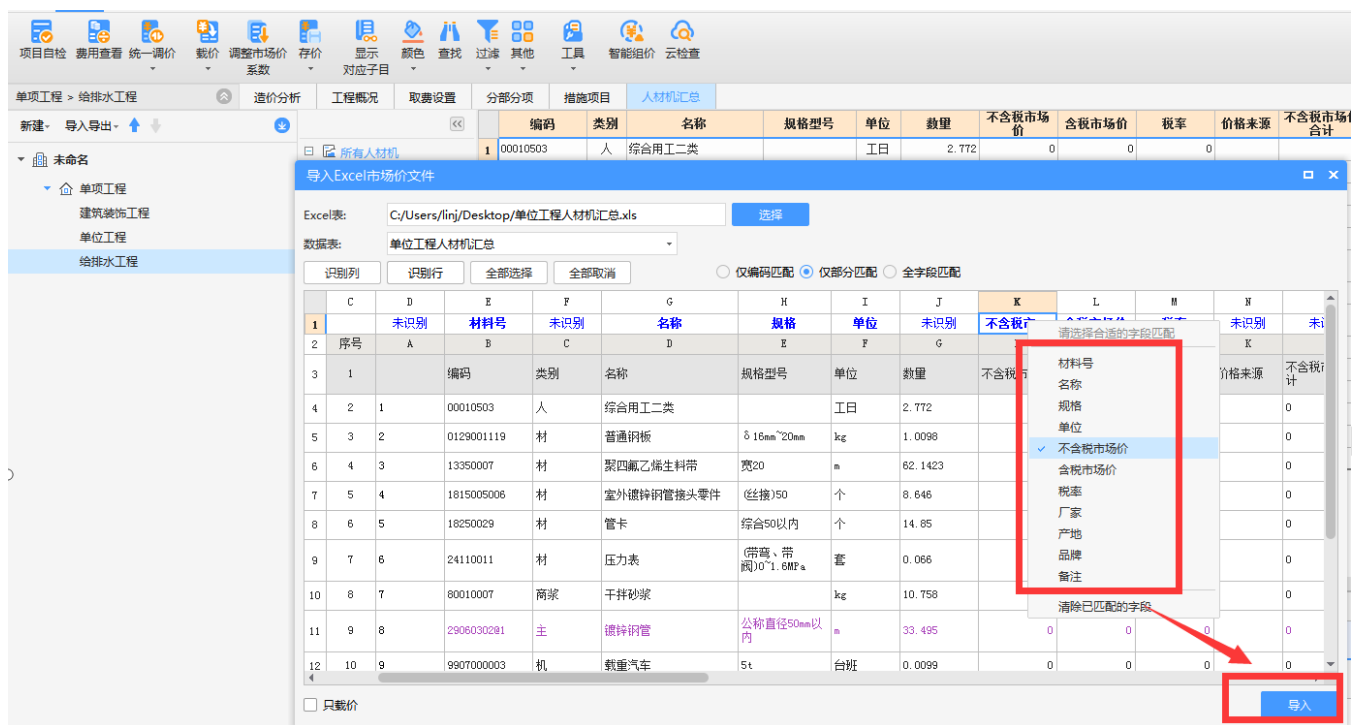 项目自检 费用查看 统一调价 载价 调整市场价 存价 显示 颜色 查找 过滤 其他 工具 智能组价 云检查
系数 对应子目
单项工程 > 给排水工程 造价分析 工程概况 取费设置 分部分项 措施项目 人材机汇总
新建 导入导出
编码 类别 名称 规格型号 单位 数量 不含税市场价 含税市场价 税率 价格来源 不含税市场价合计
所有人材机 1 00010503 人 综合用工二类 工日 2.772 0 0 0
未命名
单项工程
建筑装饰工程
单位工程
给排水工程
导入Excel市场价文件
Excel表: C:/Users/linj/Desktop/单位工程人材机汇总.xls 选择
数据表: 单位工程人材机汇总
识别列 识别行 全部选择 全部取消 仅编码匹配 仅部分匹配 全字段匹配
C D E F G H I J K L M N
1 未识别 材料号 未识别 名称 规格 单位 未识别 不含税市 未识别
2 序号 A B C D E F G K
3 1 编码 类别 名称 规格型号 单位 数量 价格来源
4 2 1 00010503 人 综合用工二类 工日 2.772 0
5 3 2 0129001119 材 普通钢板 δ16mm~20mm kg 1.0098 0
6 4 3 13350007 材 聚四氟乙烯生料带 宽20 m 62.1423 0
7 5 4 1815005006 材 室外镀锌钢管接头零件 (丝接)50 个 8.646 0
8 6 5 18250029 材 管卡 综合50以内 个 14.85 0
9 7 6 24110011 材 压力表 (带弯、带阀)0~1.6MPa 套 0.066 0
10 8 7 80010007 商浆 干拌砂浆 kg 10.758 0
11 9 8 29060302@1 主 镀锌钢管 公称直径50mm以内 m 33.495 0 0 0 0
12 10 9 9907000003 机 载重汽车 5t 台班 0.0099 0 0 0 0
请选择合适的字段匹配
材料号
名称
规格
单位
不含税市场价
含税市场价
税率
厂家
产地
品牌
备注
清除已匹配的字段
只载价 导入